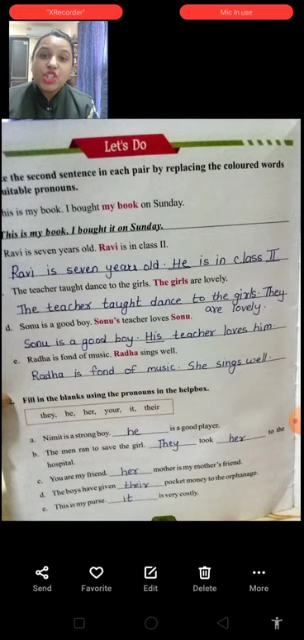 "XRecorder"
Mic in use
Let's Do
e the second sentence in each pair by replacing the coloured words
uitable pronouns.
his is my book. I bought my book on Sunday.
This is my book. I bought it on Sunday.
Ravi is seven years old. Ravi is in class II.
Ravi is seven years old. He is in class II
The teacher taught dance to the girls. The girls are lovely.
The teacher taught dance to the girls. They
are lovely.
d. Sonu is a good boy. Sonu's teacher loves Sonu.
Sonu is a good boy. His teacher loves him
e. Radha is fond of music. Radha sings well.
Radha is fond of music. She sings well.
Fill in the blanks using the pronouns in the helpbox.
they, he, her, your, it, their
a. Nimit is a strong boy. he is a good player.
b. The men ran to save the girl. They took her to the
hospital.
c. You are my friend. her mother is my mother's friend.
d. The boys have given their pocket money to the orphanage.
e. This is my purse. it is very costly.
Send
Favorite
Edit
Delete
More